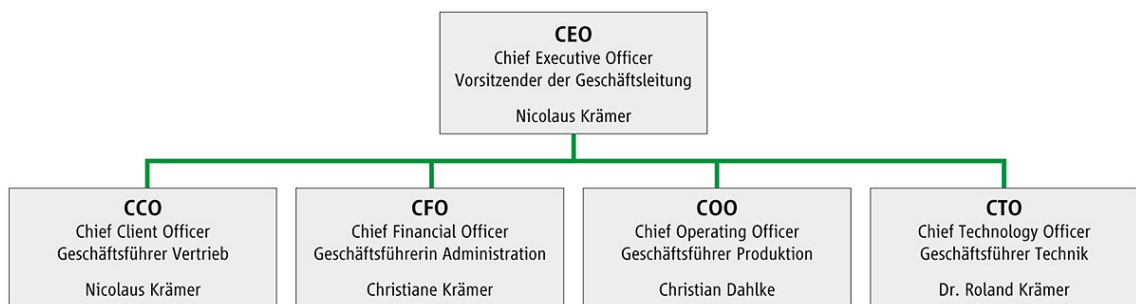 CEO
Chief Executive Officer
Vorsitzender der Geschäftsleitung
Nicolaus Krämer
CCO
Chief Client Officer
Geschäftsführer Vertrieb
Nicolaus Krämer
CFO
Chief Financial Officer
Geschäftsführerin Administration
Christiane Krämer
COO
Chief Operating Officer
Geschäftsführer Produktion
Christian Dahlke
CTO
Chief Technology Officer
Geschäftsführer Technik
Dr. Roland Krämer